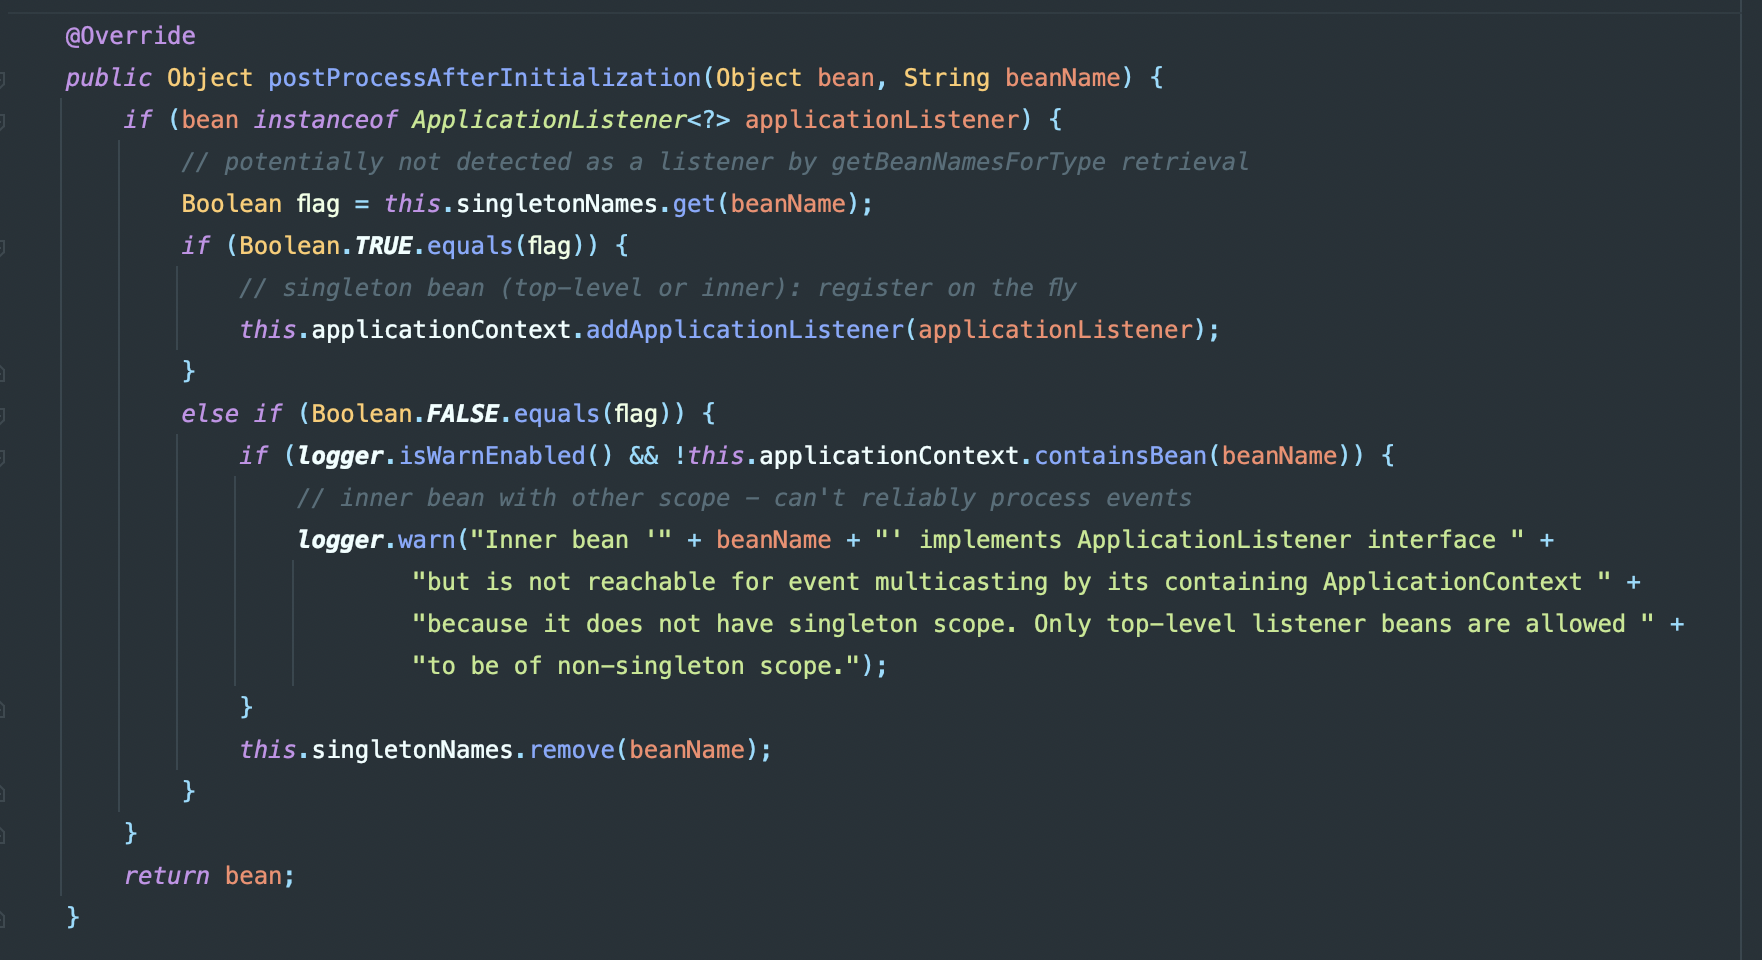 @Override
public Object postProcessAfterInitialization(Object bean, String beanName) {
if (bean instanceof ApplicationListener<?> applicationListener) {
// potentially not detected as a listener by getBeanNamesForType retrieval
Boolean flag = this.singletonNames.get(beanName);
if (Boolean.TRUE.equals(flag)) {
// singleton bean (top-level or inner): register on the fly
this.applicationContext.addApplicationListener(applicationListener);
}
else if (Boolean.FALSE.equals(flag)) {
if (logger.isWarnEnabled() && !this.applicationContext.containsBean(beanName)) {
// inner bean with other scope - can't reliably process events
logger.warn("Inner bean '" + beanName + "' implements ApplicationListener interface " +
"but is not reachable for event multicasting by its containing ApplicationContext " +
"because it does not have singleton scope. Only top-level listener beans are allowed " +
"to be of non-singleton scope.");
}
this.singletonNames.remove(beanName);
}
}
return bean;
}